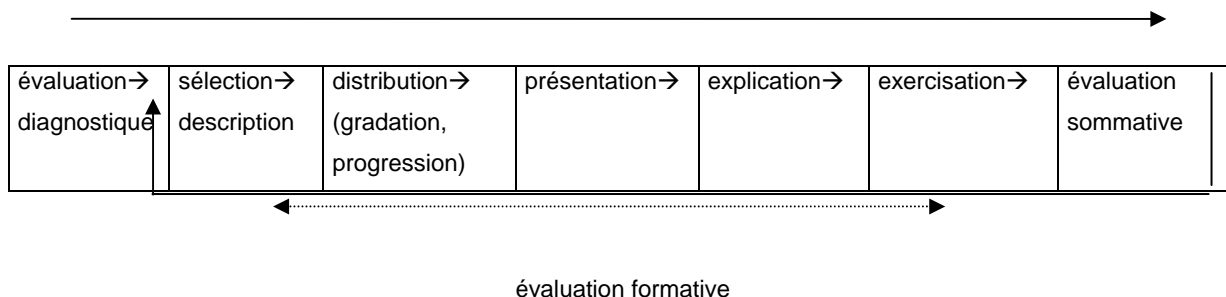 évaluation→ sélection→ distribution→ présentation→ explication→ exercisation→ évaluation
diagnostique description (gradation, sommative
progression)
évaluation formative